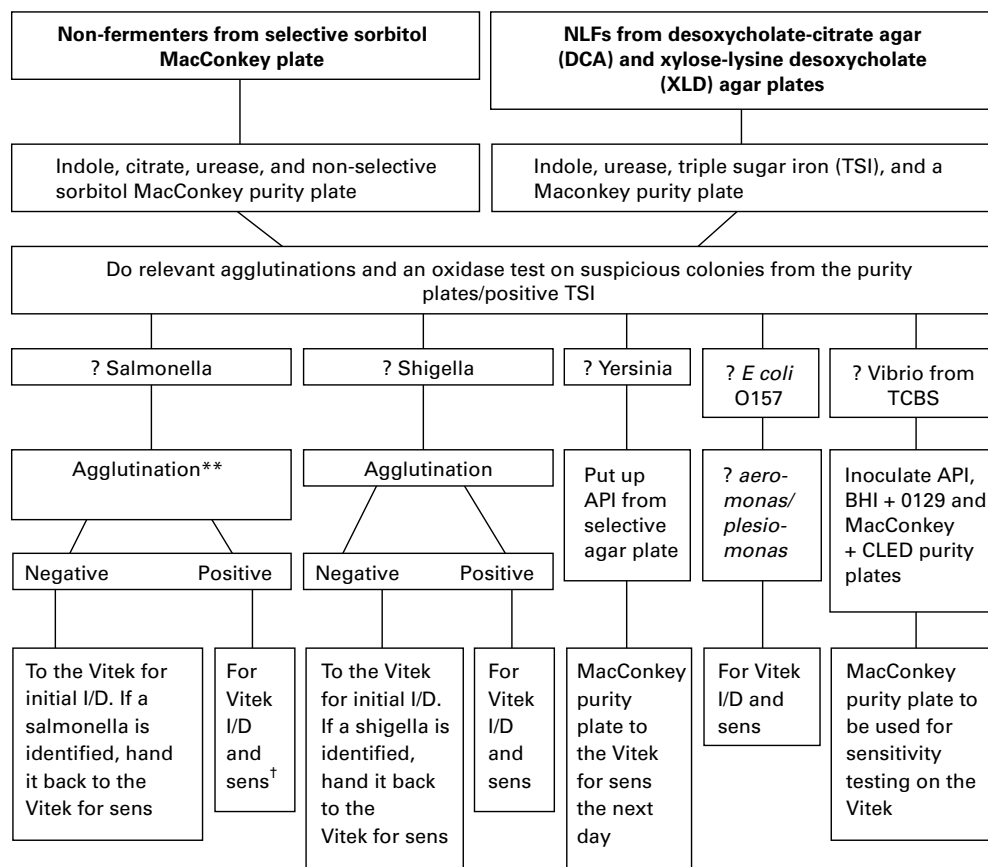 Non-fermenters from selective sorbitol
MacConkey plate
NLFs from desoxycholate-citrate agar
(DCA) and xylose-lysine desoxycholate
(XLD) agar plates
Indole, citrate, urease, and non-selective
sorbitol MacConkey purity plate
Indole, urease, triple sugar iron (TSI), and a
Maconkey purity plate
Do relevant agglutinations and an oxidase test on suspicious colonies from the purity
plates/positive TSI
? Salmonella
? Shigella
? Yersinia
? E coli
O157
? Vibrio from
TCBS
Agglutination**
Agglutination
Put up
API from
selective
agar plate
? aero-
monas/
plesio-
monas
Inoculate API,
BHI + 0129 and
MacConkey
+ CLED purity
plates
Negative
Positive
Negative
Positive
To the Vitek for
initial I/D. If a
salmonella is
identified, hand
it back to the
Vitek for sens
For
Vitek
I/D
and
sens†
To the Vitek
for initial I/D.
If a shigella is
identified,
hand it back
to the
Vitek for sens
For
Vitek
I/D
and
sens
MacConkey
purity
plate to
the Vitek
for sens
the next
day
For Vitek
I/D and
sens
MacConkey
purity plate to
be used for
sensitivity
testing on the
Vitek